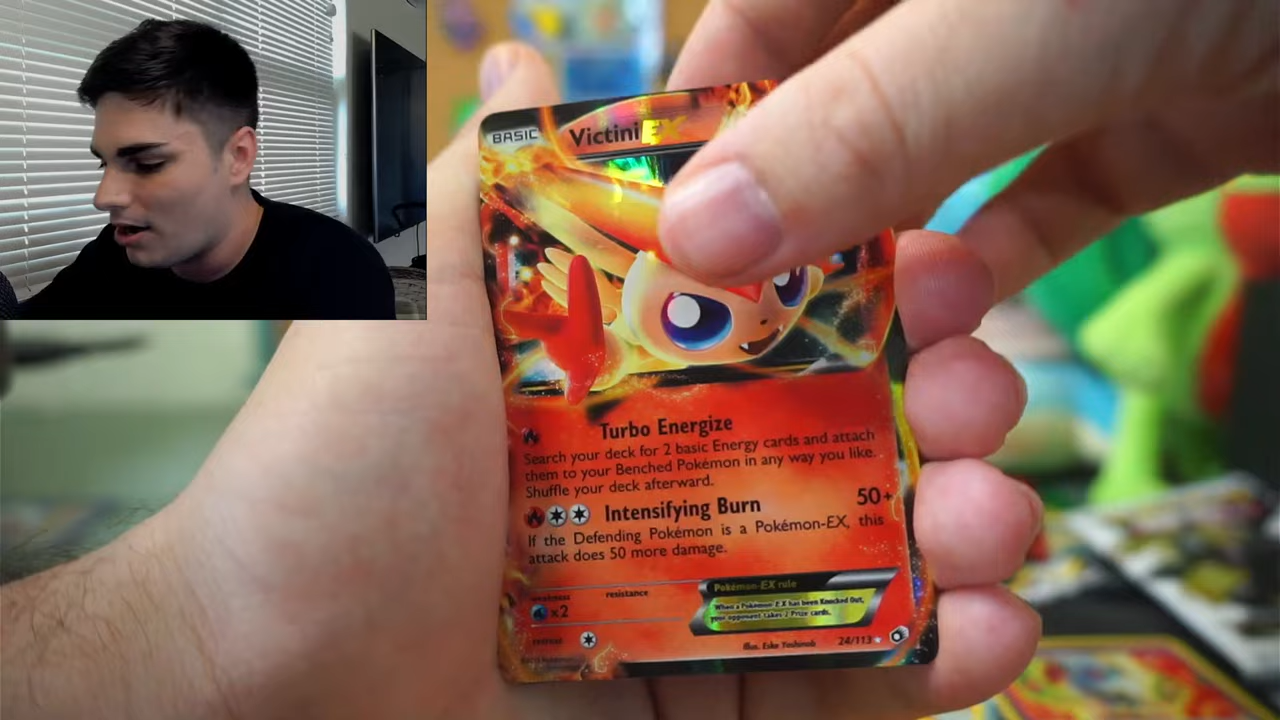 BASIC VictiniEX
Turbo Energize
Search your deck for 2 basic Energy cards and attach
them to your Benched Pokémon in any way you like.
Shuffle your deck afterward.
Intensifying Burn 50+
If the Defending Pokémon is a Pokémon-EX, this
attack does 50 more damage.
weakness resistance
×2
Pokémon-EX rule
When a Pokémon-EX has been Knocked Out,
your opponent takes 2 Prize cards.
retreat
Illus. Eske Yoshinob
24/113